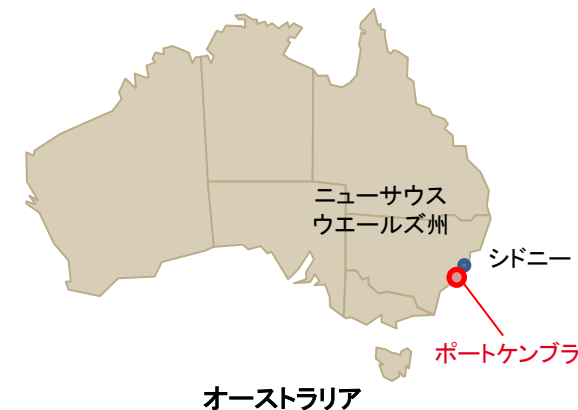 ニューサウス
ウエールズ州
シドニー
ポートケンブラ
オーストラリア